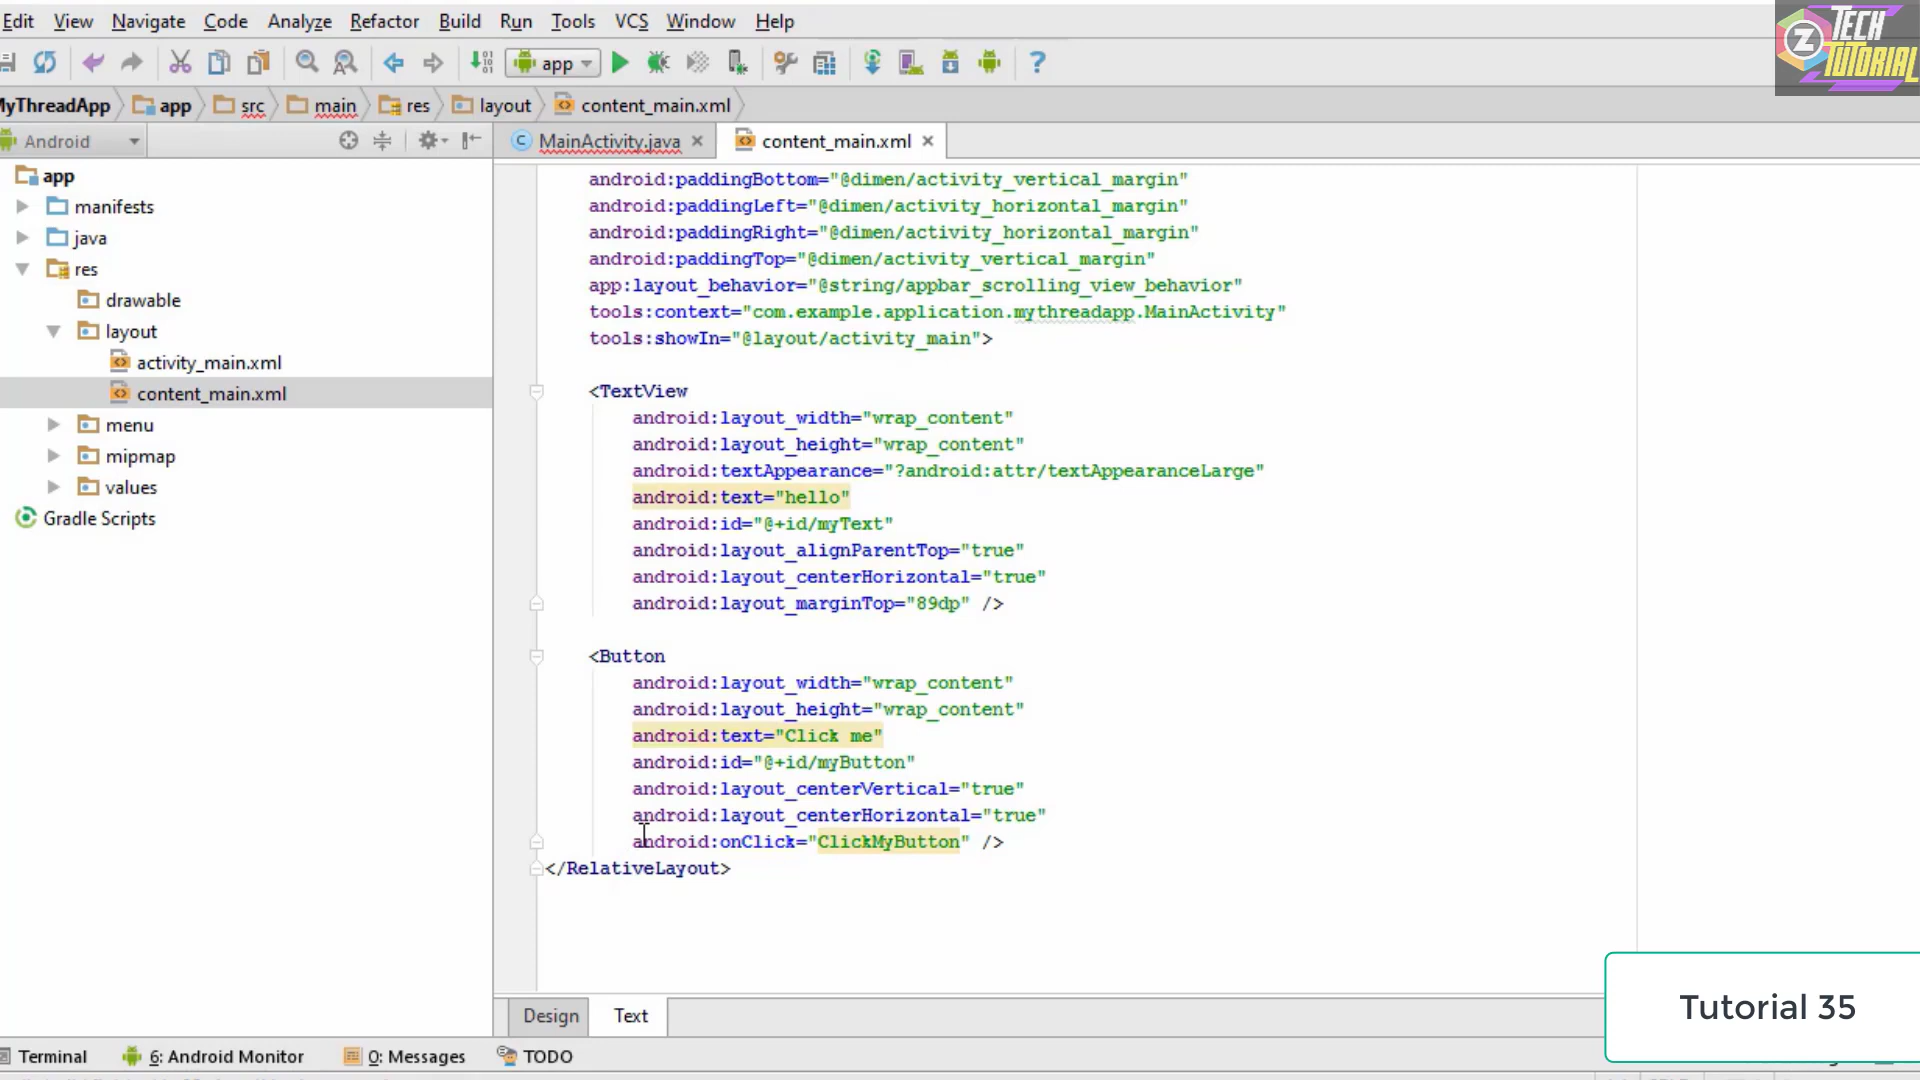 Edit View Navigate Code Analyze Refactor Build Run Tools VCS Window Help
Z TECH TUTORIAL
app
MyThreadApp app src main res layout content_main.xml
Android
MainActivity.java content_main.xml
app
manifests
java
res
drawable
layout
activity_main.xml
content_main.xml
menu
mipmap
values
Gradle Scripts
android:paddingBottom="@dimen/activity_vertical_margin"
android:paddingLeft="@dimen/activity_horizontal_margin"
android:paddingRight="@dimen/activity_horizontal_margin"
android:paddingTop="@dimen/activity_vertical_margin"
app:layout_behavior="@string/appbar_scrolling_view_behavior"
tools:context="com.example.application.mythreadapp.MainActivity"
tools:showIn="@layout/activity_main">
<TextView
android:layout_width="wrap_content"
android:layout_height="wrap_content"
android:textAppearance="?android:attr/textAppearanceLarge"
android:text="hello"
android:id="@+id/myText"
android:layout_alignParentTop="true"
android:layout_centerHorizontal="true"
android:layout_marginTop="89dp" />
<Button
android:layout_width="wrap_content"
android:layout_height="wrap_content"
android:text="Click me"
android:id="@+id/myButton"
android:layout_centerVertical="true"
android:layout_centerHorizontal="true"
android:onClick="ClickMyButton" />
</RelativeLayout>
Design Text
Tutorial 35
Terminal 6: Android Monitor 0: Messages TODO